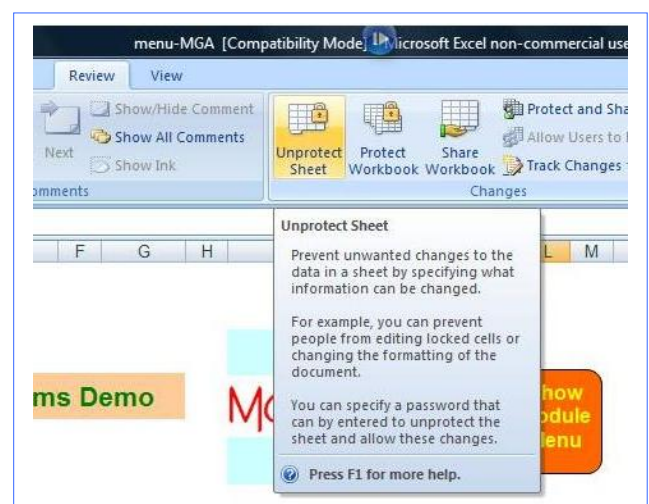 menu-MGA [Compatibility Mode] Microsoft Excel non-commercial use
Review View
Show/Hide Comment
Show All Comments
Show Ink
Next
Unprotect Sheet
Protect Workbook
Share Workbook
Protect and Sha
Allow Users to
Track Changes
omments
Changes
F G H L M
Unprotect Sheet
Prevent unwanted changes to the
data in a sheet by specifying what
information can be changed.
For example, you can prevent
people from editing locked cells or
changing the formatting of the
document.
You can specify a password that
can by entered to unprotect the
sheet and allow these changes.
Press F1 for more help.
ms Demo
how
odule
enu